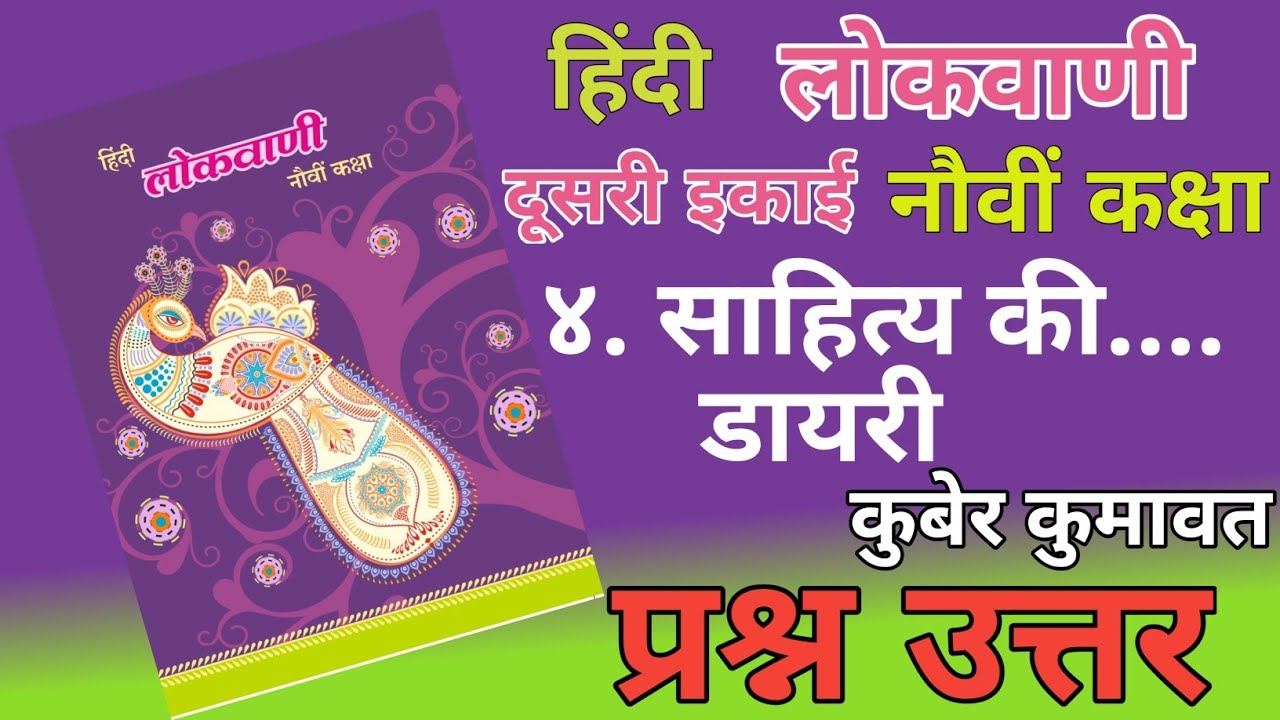 हिंदी लोकवाणी
दूसरी इकाई नौवीं कक्षा
४. साहित्य की....
डायरी
कुबेर कुमावत
प्रश्न उत्तर
हिंदी
लोकवाणी
नौवीं कक्षा